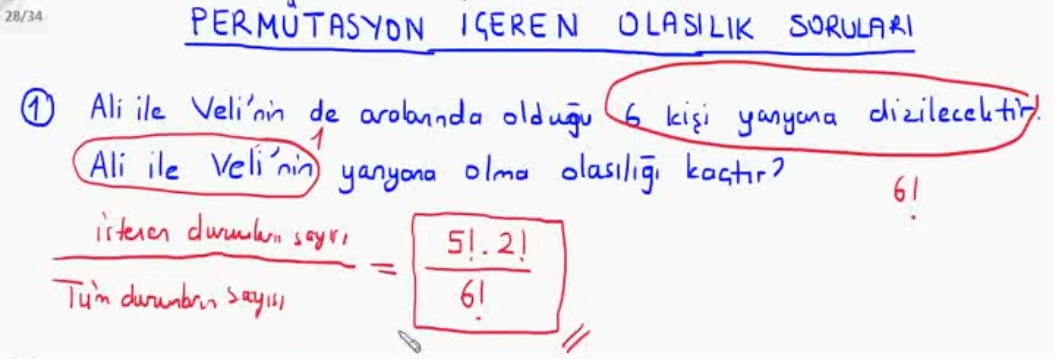 28/34
PERMÜTASYON İÇEREN OLASILIK SORULARI
1 Ali ile Veli'nin de aralarında olduğu 6 kişi yanyana dizilecektir.
1
Ali ile Veli'nin yanyana olma olasılığı kaçtır?
6!
istenen durumların sayısı
Tüm durumların sayısı
=
5!.2!
6!